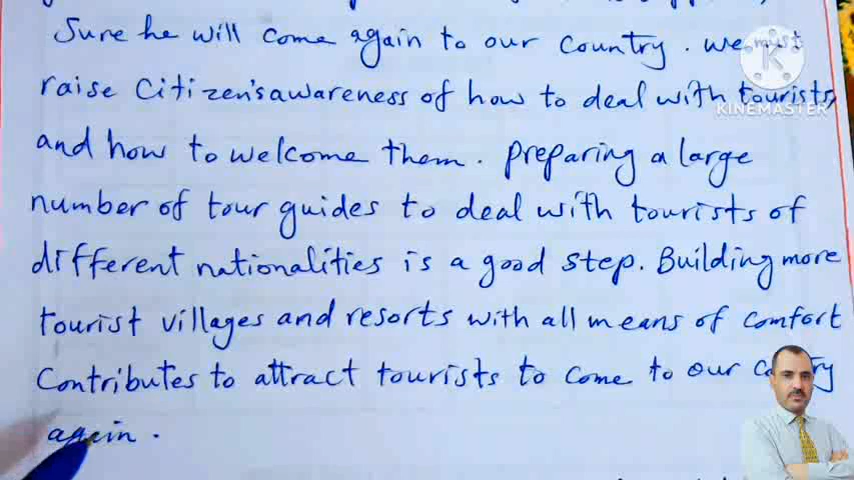 Sure he will come again to our country. we must
raise Citizen's awareness of how to deal with tourists,
KINEMASTER
and how to welcome them. preparing a large
number of tour guides to deal with tourists of
different nationalities is a good step. Building more
tourist villages and resorts with all means of comfort
Contributes to attract tourists to come to our country
again.